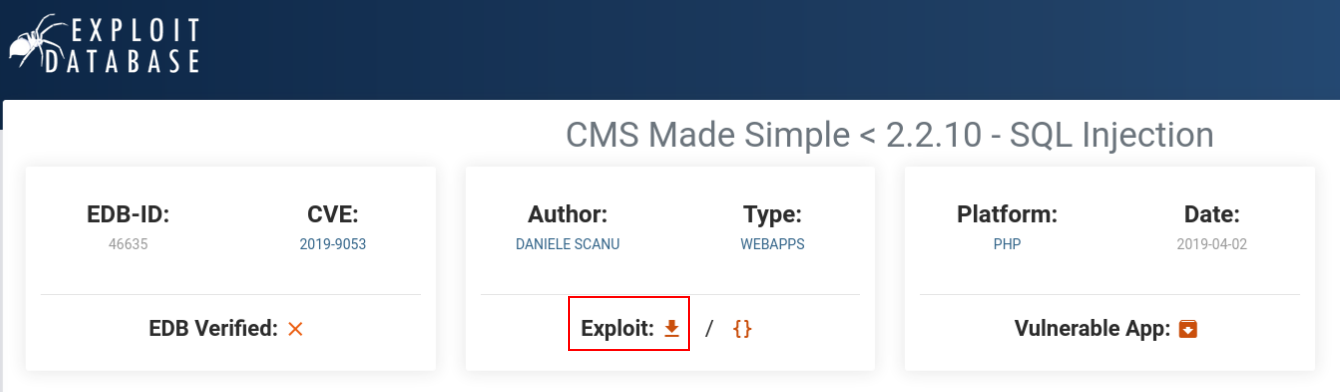 EXPLOIT
DATABASE
CMS Made Simple < 2.2.10 - SQL Injection
EDB-ID:
46635
CVE:
2019-9053
EDB Verified:
Author:
DANIELE SCANU
Type:
WEBAPPS
Exploit: / {}
Platform:
PHP
Date:
2019-04-02
Vulnerable App: